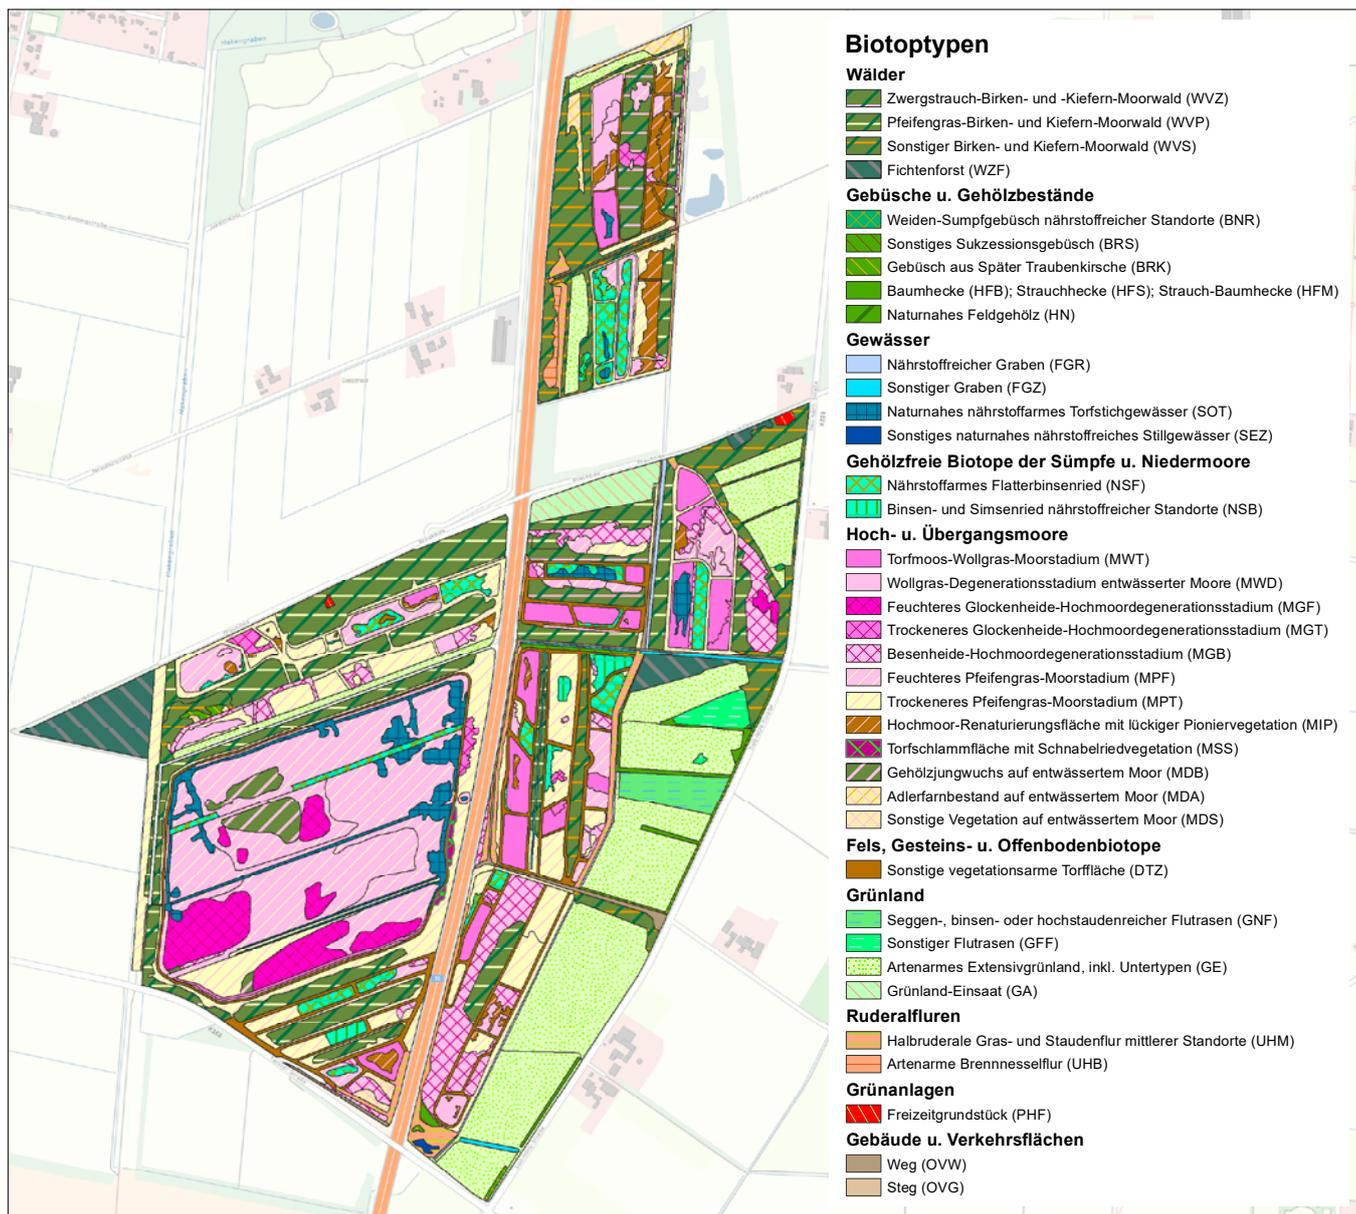 Biotoptypen
Wälder
Zwergstrauch-Birken- und -Kiefern-Moorwald (WVZ)
Pfeifengras-Birken- und Kiefern-Moorwald (WVP)
Sonstiger Birken- und Kiefern-Moorwald (WVS)
Fichtenforst (WZF)
Gebüsche u. Gehölzbestände
Weiden-Sumpfgebüsch nährstoffreicher Standorte (BNR)
Sonstiges Sukzessionsgebüsch (BRS)
Gebüsch aus Später Traubenkirsche (BRK)
Baumhecke (HFB); Strauchhecke (HFS); Strauch-Baumhecke (HFM)
Naturnahes Feldgehölz (HN)
Gewässer
Nährstoffreicher Graben (FGR)
Sonstiger Graben (FGZ)
Naturnahes nährstoffarmes Torfstichgewässer (SOT)
Sonstiges naturnahes nährstoffreiches Stillgewässer (SEZ)
Gehölzfreie Biotope der Sümpfe u. Niedermoore
Nährstoffarmes Flatterbinsenried (NSF)
Binsen- und Simsenried nährstoffreicher Standorte (NSB)
Hoch- u. Übergangsmoore
Torfmoos-Wollgras-Moorstadium (MWT)
Wollgras-Degenerationsstadium entwässerter Moore (MWD)
Feuchteres Glockenheide-Hochmoordegenerationsstadium (MGF)
Trockeneres Glockenheide-Hochmoordegenerationsstadium (MGT)
Besenheide-Hochmoordegenerationsstadium (MGB)
Feuchteres Pfeifengras-Moorstadium (MPF)
Trockeneres Pfeifengras-Moorstadium (MPT)
Hochmoor-Renaturierungsfläche mit lückiger Pioniervegetation (MIP)
Torfschlammfläche mit Schnabelriedvegetation (MSS)
Gehölzjungwuchs auf entwässertem Moor (MDB)
Adlerfarnbestand auf entwässertem Moor (MDA)
Sonstige Vegetation auf entwässertem Moor (MDS)
Fels, Gesteins- u. Offenbodenbiotope
Sonstige vegetationsarme Torffläche (DTZ)
Grünland
Seggen-, binsen- oder hochstaudenreicher Flutrasen (GNF)
Sonstiger Flutrasen (GFF)
Artenarmes Extensivgrünland, inkl. Untertypen (GE)
Grünland-Einsaat (GA)
Ruderalfluren
Halbruderale Gras- und Staudenflur mittlerer Standorte (UHM)
Artenarme Brennnesselflur (UHB)
Grünanlagen
Freizeitgrundstück (PHF)
Gebäude u. Verkehrsflächen
Weg (OVW)
Steg (OVG)